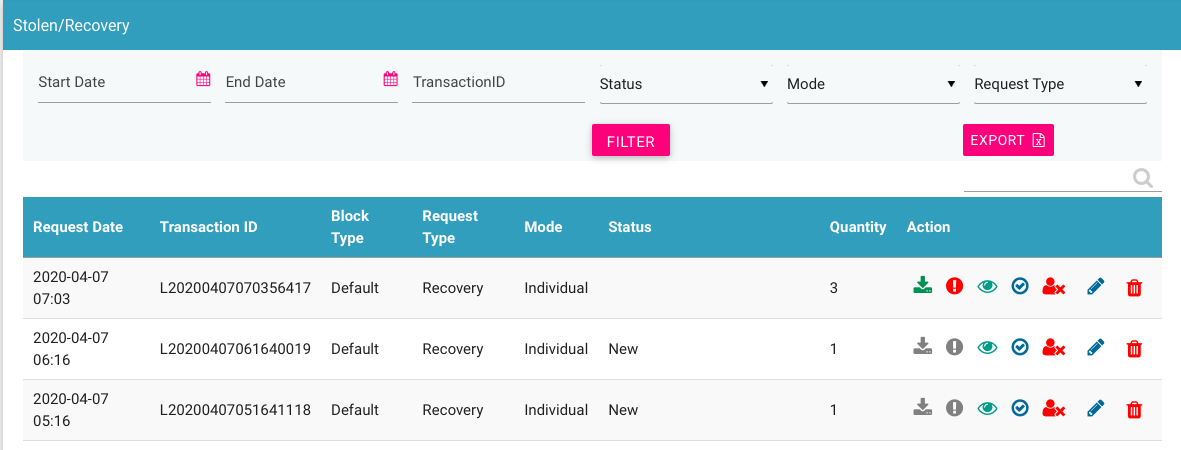 Stolen/Recovery
Start Date End Date TransactionID Status Mode Request Type
FILTER EXPORT
Request Date Transaction ID Block Type Request Type Mode Status Quantity Action
2020-04-07 07:03 L20200407070356417 Default Recovery Individual 3
2020-04-07 06:16 L20200407061640019 Default Recovery Individual New 1
2020-04-07 05:16 L20200407051641118 Default Recovery Individual New 1